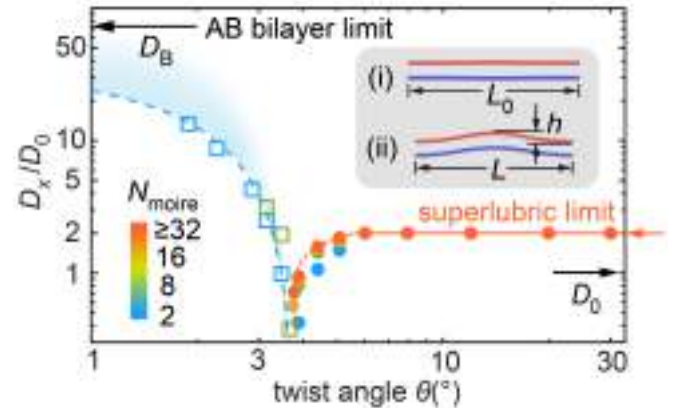 AB bilayer limit
D_B
50
10
5
2
1
D_x/D_0
(i)
L_0
(ii)
h
L
N_moire
≥32
16
8
2
superlubric limit
D_0
1
3
10
30
twist angle θ(°)